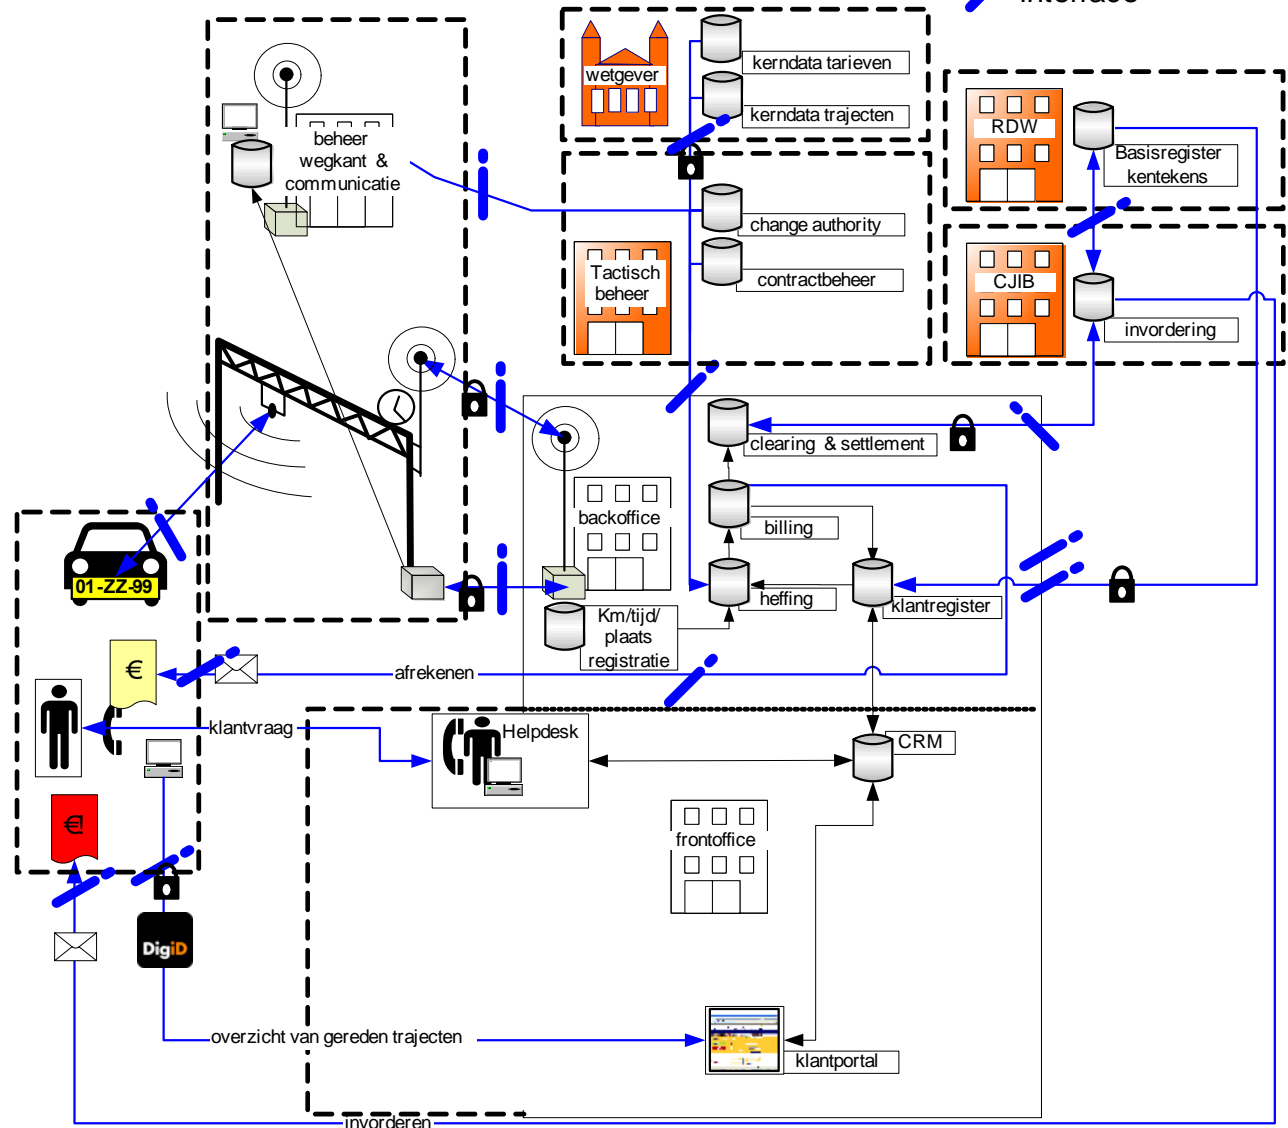 interface
wetgever
kerndata tarieven
kerndata trajecten
RDW
Basisregister
kentekens
beheer
wegkant &
communicatie
change authority
Tactisch
beheer
contractbeheer
CJIB
invordering
clearing & settlement
backoffice
billing
01-ZZ-99
heffing
klantregister
Km/tijd/
plaats
registratie
€
afrekenen
klantvraag
Helpdesk
CRM
€!
frontoffice
DigiD
overzicht van gereden trajecten
klantportal
invorderen